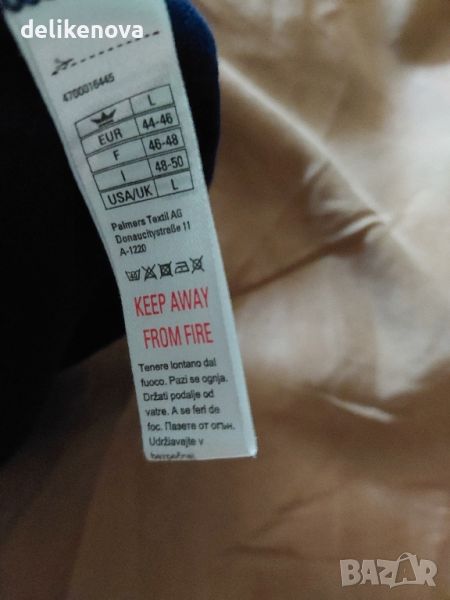 delikenova
4700016445
L
EUR 44-46
F 46-48
I 48-50
USA/UK L
Palmers Textil AG
Donaucitystraße 11
A-1220
KEEP AWAY
FROM FIRE
Tenere lontano dal
fuoco. Pazi se ognja.
Držati podalje od
vatre. A se feri de
foc. Пазете от огън.
Udržiavejte v
BAZAR